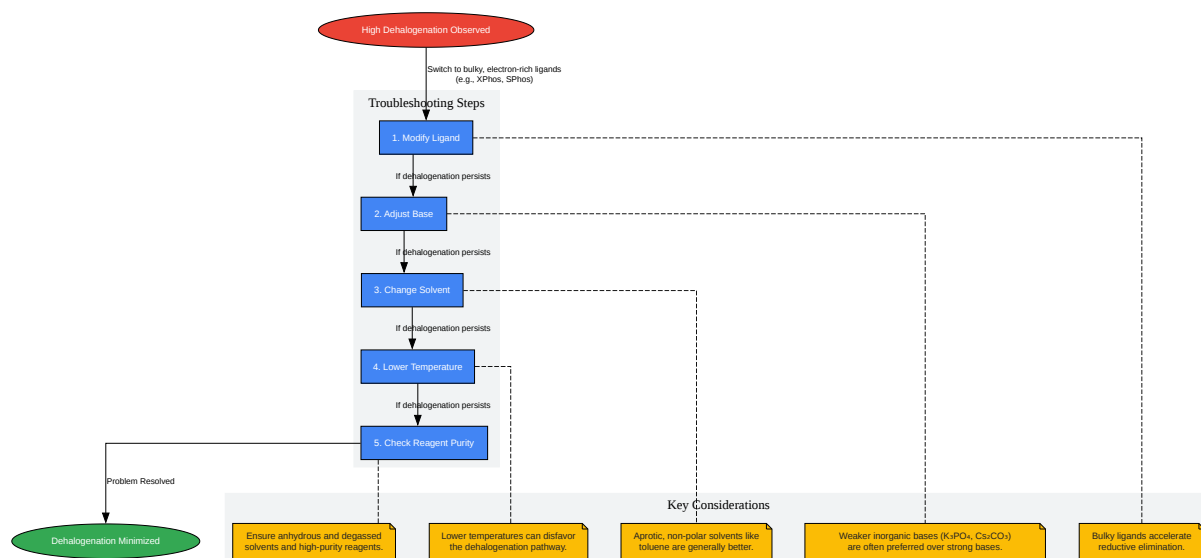 High Dehalogenation Observed
Switch to bulky, electron-rich ligands
(e.g., XPhos, SPhos)
Troubleshooting Steps
1. Modify Ligand
If dehalogenation persists
2. Adjust Base
If dehalogenation persists
3. Change Solvent
If dehalogenation persists
4. Lower Temperature
If dehalogenation persists
5. Check Reagent Purity
Problem Resolved
Dehalogenation Minimized
Key Considerations
Ensure anhydrous and degassed
solvents and high-purity reagents.
Lower temperatures can disfavor
the dehalogenation pathway.
Aprotic, non-polar solvents like
toluene are generally better.
Weaker inorganic bases (K₃PO₄, Cs₂CO₃)
are often preferred over strong bases.
Bulky ligands accelerate
reductive elimination.